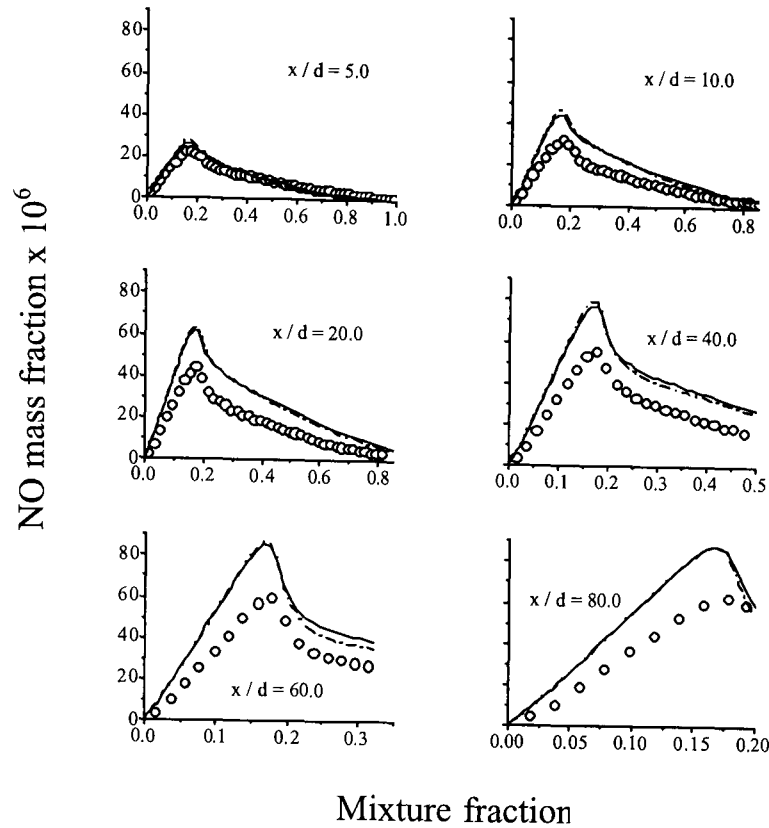 NO mass fraction x 10^6
80
60
40
20
0
x / d = 5.0
0.0 0.2 0.4 0.6 0.8 1.0
x / d = 10.0
0.0 0.2 0.4 0.6 0.8
80
60
40
20
0
x / d = 20.0
0.0 0.2 0.4 0.6 0.8
x / d = 40.0
0.0 0.1 0.2 0.3 0.4 0.5
80
60
40
20
0
x / d = 60.0
0.0 0.1 0.2 0.3
x / d = 80.0
0.00 0.05 0.10 0.15 0.20
Mixture fraction